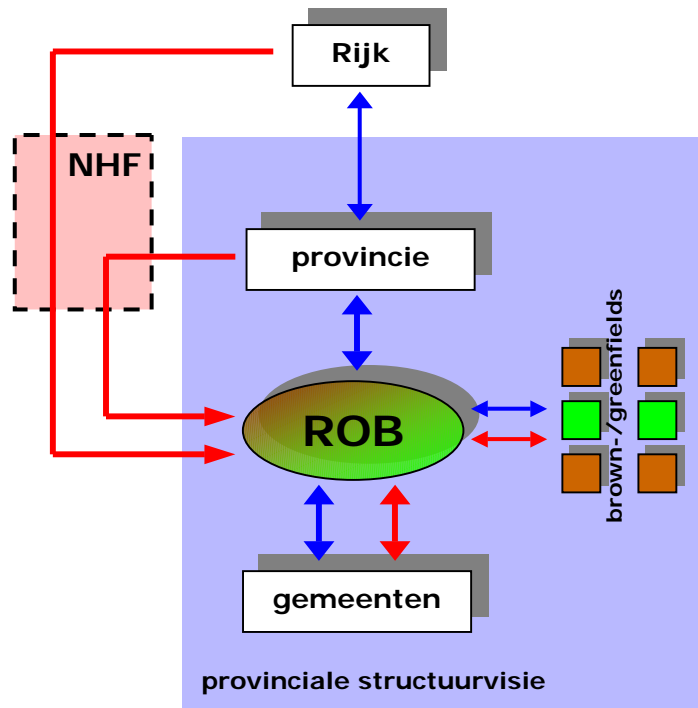 Rijk
NHF
provincie
brown-/greenfields
ROB
gemeenten
provinciale structuurvisie